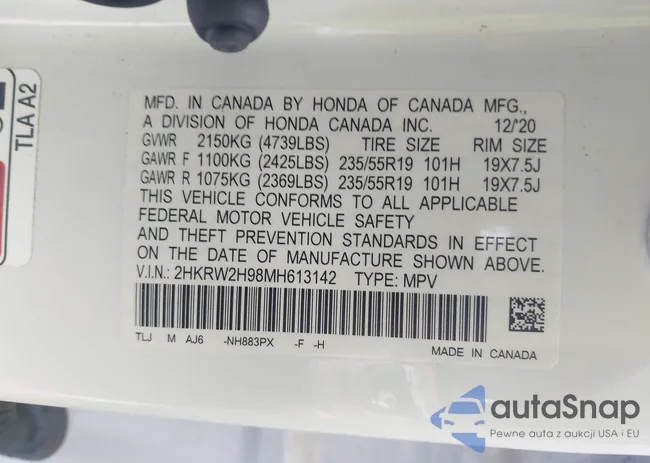 TLA A2
MFD. IN CANADA BY HONDA OF CANADA MFG.,
A DIVISION OF HONDA CANADA INC. 12/'20
GVWR 2150KG (4739LBS) TIRE SIZE RIM SIZE
GAWR F 1100KG (2425LBS) 235/55R19 101H 19X7.5J
GAWR R 1075KG (2369LBS) 235/55R19 101H 19X7.5J
THIS VEHICLE CONFORMS TO ALL APPLICABLE
FEDERAL MOTOR VEHICLE SAFETY
AND THEFT PREVENTION STANDARDS IN EFFECT
ON THE DATE OF MANUFACTURE SHOWN ABOVE.
V.I.N.: 2HKRW2H98MH613142 TYPE: MPV
TLJ M AJ6 -NH883PX -F -H
MADE IN CANADA
autaSnap
Pewne auta z aukcji USA i EU